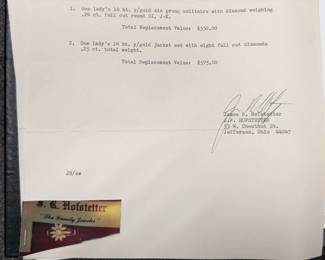 1. One lady's 14 kt. y/gold six prong solitaire with diamond weighing
.24 ct. full cut round SI, J-K.
Total Replacement Value: $550.00
2. One lady's 14 kt. y/gold jacket set with eight full cut diamonds
.25 ct. total weight.
Total Replacement Value: $575.00
James R. Hofstetter
J.R. HOFSTETTER
33 N. Chestnut St.
Jefferson, Ohio 44047
JH/sm
J. R. Hofstetter
"The Family Jeweler"